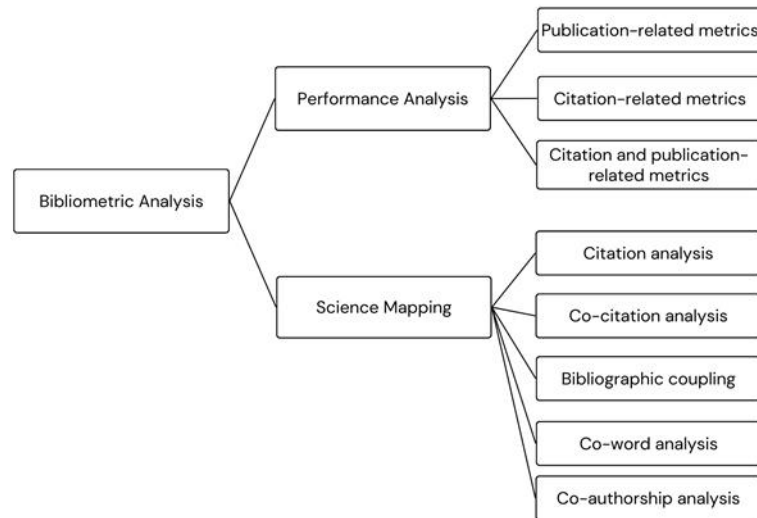 Publication-related metrics
Performance Analysis
Citation-related metrics
Citation and publication-
related metrics
Bibliometric Analysis
Citation analysis
Science Mapping
Co-citation analysis
Bibliographic coupling
Co-word analysis
Co-authorship analysis